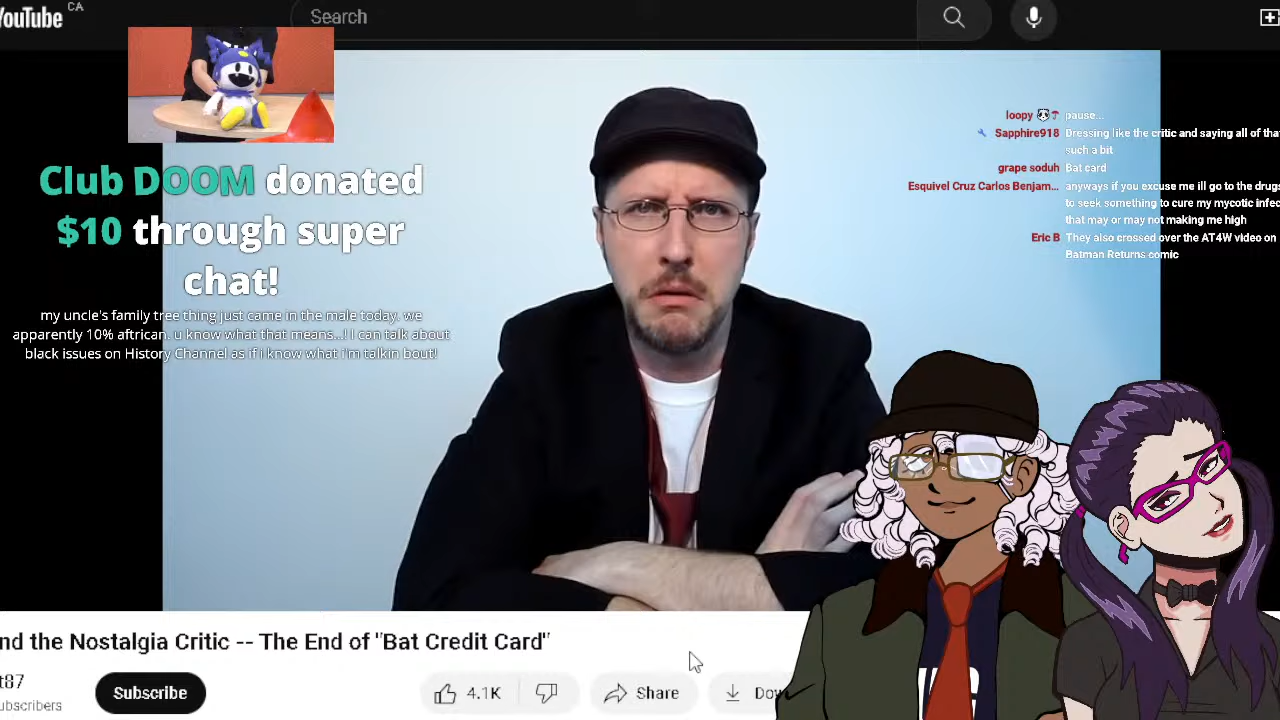 YouTube
CA
Search
Club DOOM donated
$10 through super
chat!
my uncle's family tree thing just came in the male today. we
apparently 10% aftrican. u know what that means..! I can talk about
black issues on History Channel as if i know what i'm talkin bout!
loopy pause...
Sapphire918 Dressing like the critic and saying all of that
such a bit
grape soduh Bat card
Esquivel Cruz Carlos Benjam... anyways if you excuse me ill go to the drugs
to seek something to cure my mycotic infec
that may or may not making me high
Eric B They also crossed over the AT4W video on
Batman Returns comic
nd the Nostalgia Critic -- The End of "Bat Credit Card"
t87
ubscribers
Subscribe
4.1K
Share
Dow